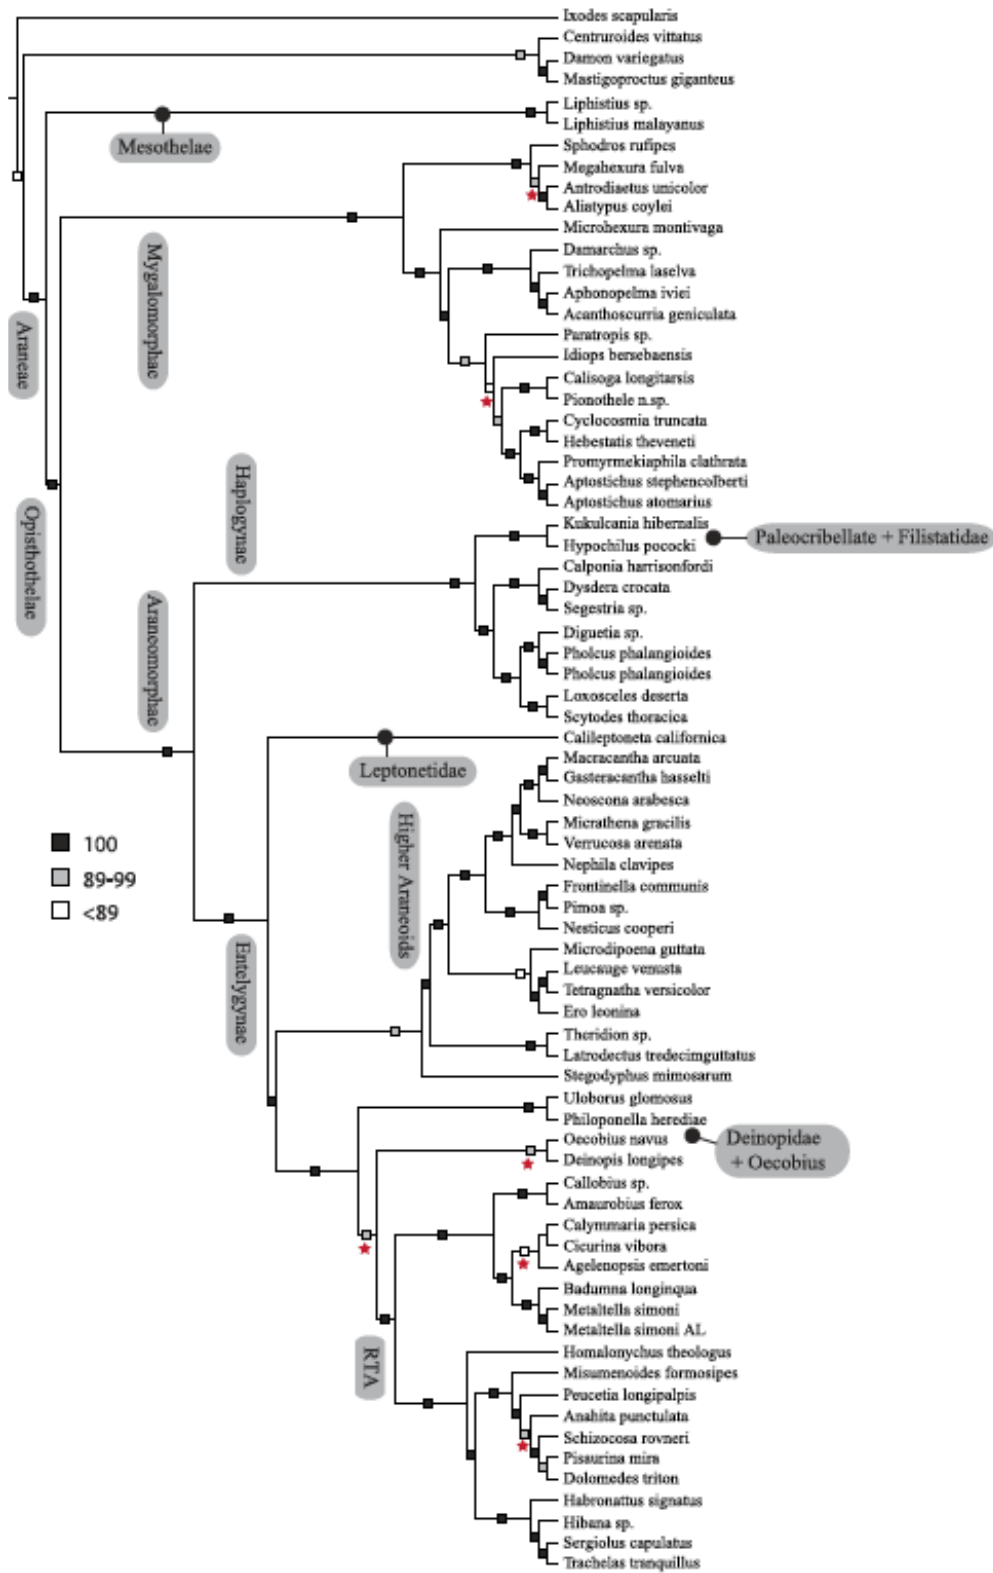 Ixodes scapularis
Centruroides vittatus
Damon variegatus
Mastigoproctus giganteus
Liphistius sp.
Liphistius malayanus
Mesothelae
Sphodros rufipes
Megahexura fulva
Antrodiaetus unicolor
Aliatypus coylei
Microhexura montivaga
Damarchus sp.
Trichopelma laselva
Aphonopelma iviei
Acanthoscurria geniculata
Mygalomorphae
Araneae
Paratropis sp.
Idiops bersebaensis
Calisoga longitarsis
Pionothele n.sp.
Cyclocosmia truncata
Hebestatis theveneti
Promyrmekiaphila clathrata
Aptostichus stephencolberti
Aptostichus atomarius
Haplogynae
Opisthothelae
Kukulcania hibernalis
Hypochilus pococki
Paleocribellate + Filistatidae
Calponia harrisonfordi
Dysdera crocata
Segestria sp.
Diguetia sp.
Pholcus phalangioides
Pholcus phalangioides
Loxosceles deserta
Scytodes thoracica
Araneomorphae
Calileptoneta californica
Leptonetidae
Macracantha arcuata
Gasteracantha hasselti
Neoscona arabesca
Micrathena gracilis
Verrucosa arenata
Nephila clavipes
100
89-99
<89
Higher Araneoids
Frontinella communis
Pimoa sp.
Nesticus cooperi
Microdipoena guttata
Leucauge venusta
Tetragnatha versicolor
Ero leonina
Entelygynae
Theridion sp.
Latrodectus tredecimguttatus
Stegodyphus mimosarum
Uloborus glomosus
Philoponella herediae
Oecobius navus
Deinopis longipes
Deinopidae
+ Oecobius
Callobius sp.
Amaurobius ferox
Calymmaria persica
Cicurina vibora
Agelenopsis emertoni
Badumna longinqua
Metaltella simoni
Metaltella simoni AL
RTA
Homalonychus theologus
Misumenoides formosipes
Peucetia longipalpis
Anahita punctulata
Schizocosa rovneri
Pisaurina mira
Dolomedes triton
Habronattus signatus
Hibana sp.
Sergiolus capulatus
Trachelas tranquillus